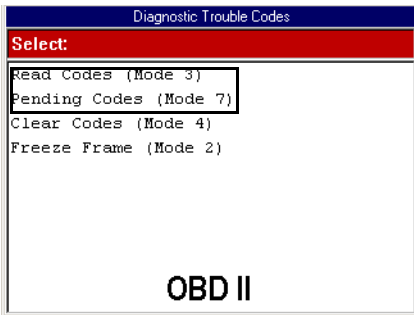 Diagnostic Trouble Codes
Select:
Read Codes (Mode 3)
Pending Codes (Mode 7)
Clear Codes (Mode 4)
Freeze Frame (Mode 2)
OBD II